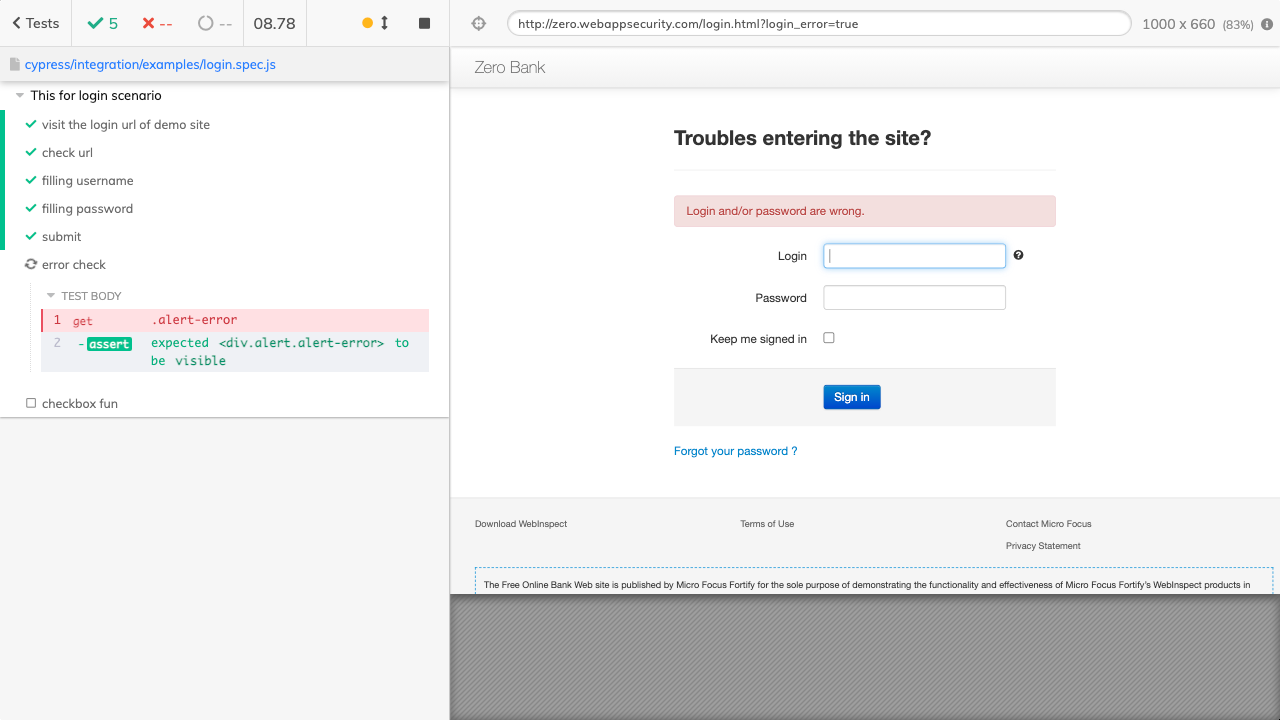 Tests
5
--
--
08.78
http://zero.webappsecurity.com/login.html?login_error=true
1000 x 660 (83%)
cypress/integration/examples/login.spec.js
This for login scenario
visit the login url of demo site
check url
filling username
filling password
submit
error check
TEST BODY
1 get .alert-error
2 -assert expected <div.alert.alert-error> to
be visible
checkbox fun
Zero Bank
Troubles entering the site?
Login and/or password are wrong.
Login
Password
Keep me signed in
Sign in
Forgot your password ?
Download WebInspect
Terms of Use
Contact Micro Focus
Privacy Statement
The Free Online Bank Web site is published by Micro Focus Fortify for the sole purpose of demonstrating the functionality and effectiveness of Micro Focus Fortify's WebInspect products in